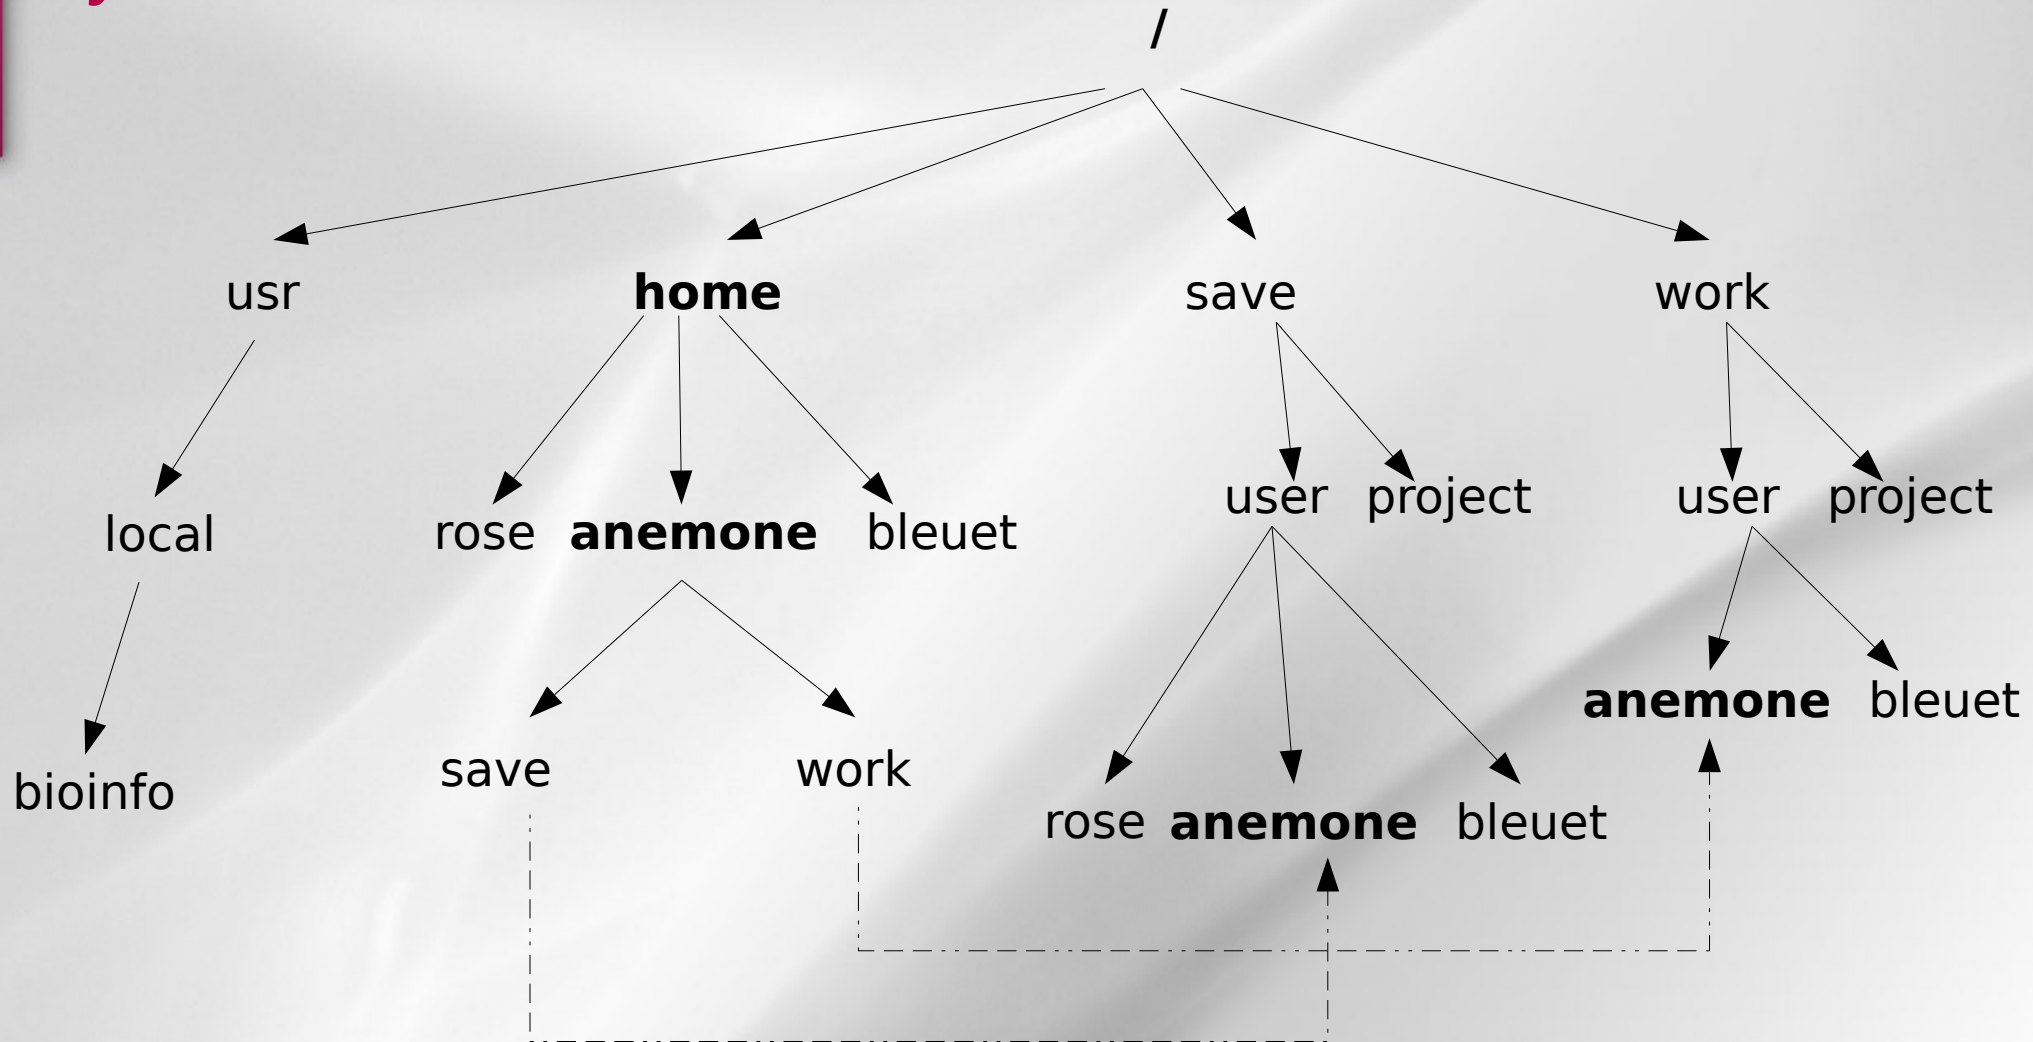 /
usr home save work
user project user project
local rose anemone bleuet
anemone bleuet
save work
bioinfo
rose anemone bleuet